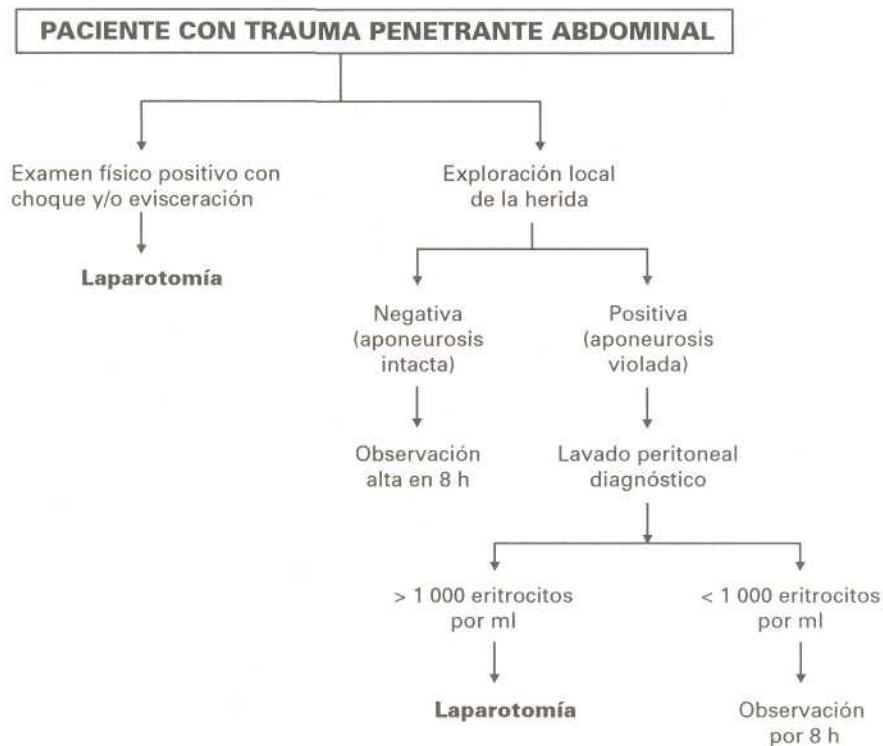 PACIENTE CON TRAUMA PENETRANTE ABDOMINAL
Examen físico positivo con
choque y/o evisceración
Laparotomía
Exploración local
de la herida
Negativa
(aponeurosis
intacta)
Observación
alta en 8 h
Positiva
(aponeurosis
violada)
Lavado peritoneal
diagnóstico
> 1 000 eritrocitos
por ml
Laparotomía
< 1 000 eritrocitos
por ml
Observación
por 8 h